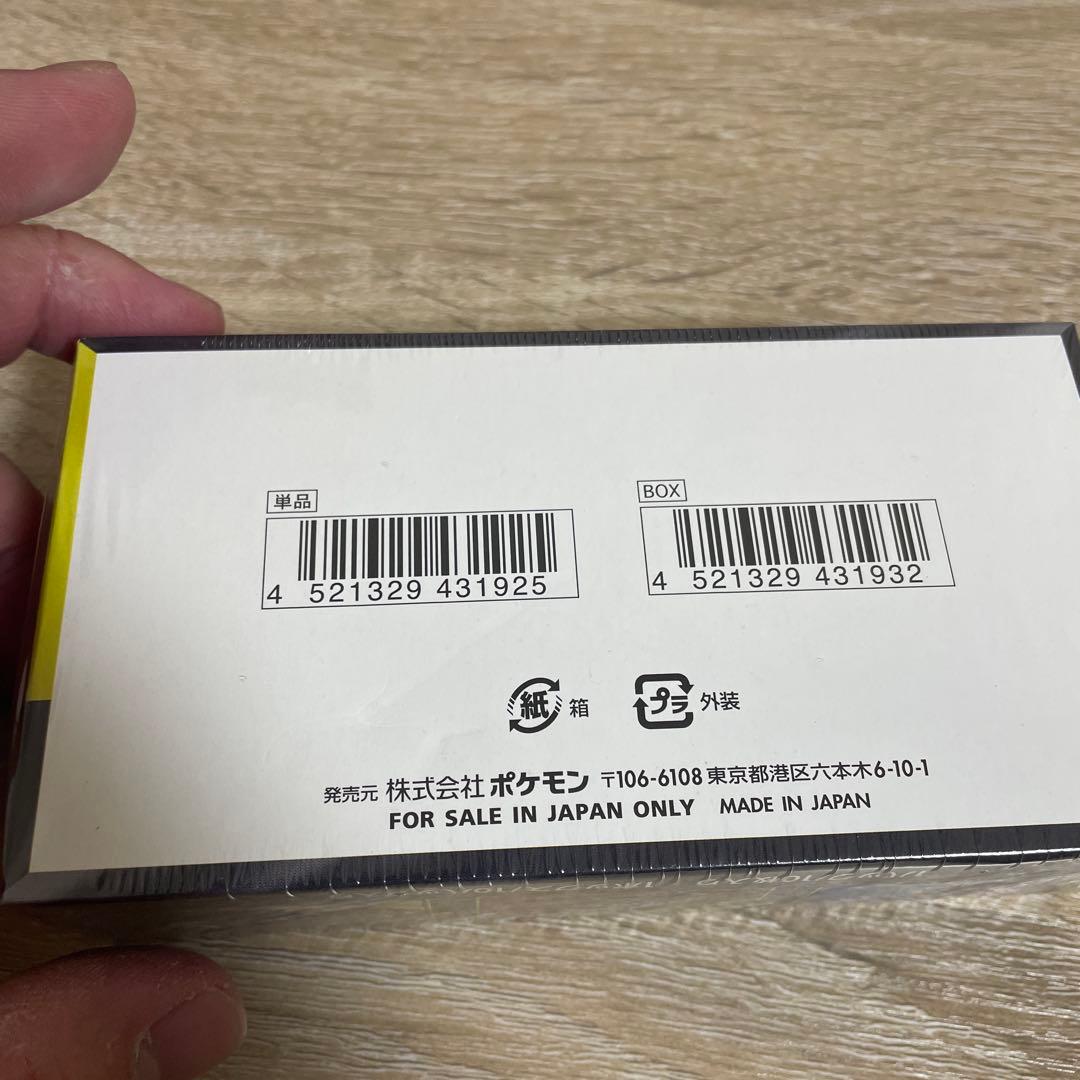 単品
4 521329 431925
BOX
4 521329 431932
紙 箱
プラ 外装
発売元 株式会社 ポケモン 〒106-6108 東京都港区六本木6-10-1
FOR SALE IN JAPAN ONLY MADE IN JAPAN